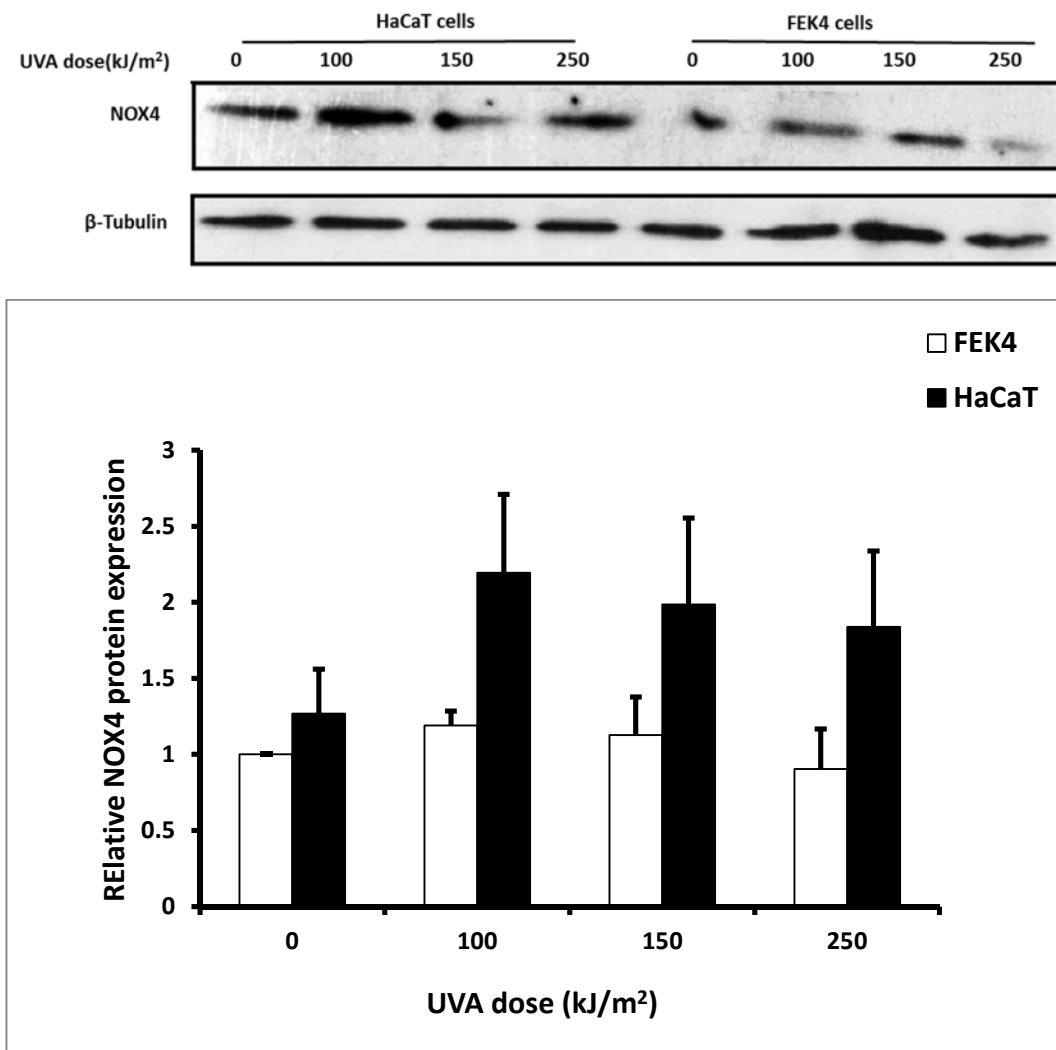 HaCaT cells FEK4 cells
UVA dose(kJ/m²) 0 100 150 250 0 100 150 250
NOX4
β-Tubulin
FEK4
HaCaT
3
2.5
2
1.5
1
0.5
0
RElative NOX4 protein expression
0 100 150 250
UVA dose (kJ/m²)